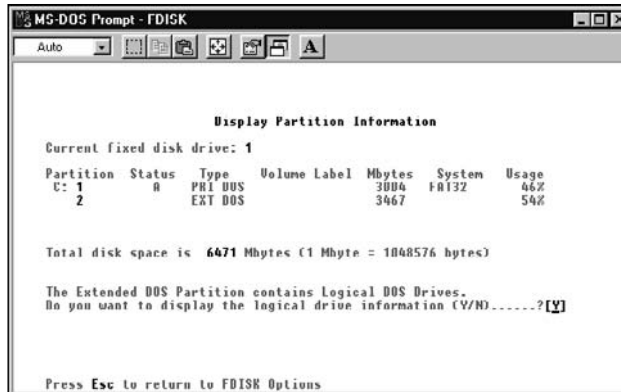 MS-DOS Prompt - FDISK
Auto
A
Display Partition Information
Current fixed disk drive: 1
Partition Status Type Volume Label Mbytes System Usage
C: 1 A PRI DOS 3004 FAT32 46%
2 EXT DOS 3467 54%
Total disk space is 6471 Mbytes (1 Mbyte = 1048576 bytes)
The Extended DOS Partition contains Logical DOS Drives.
Do you want to display the logical drive information (Y/N)......?[Y]
Press Esc to return to FDISK Options